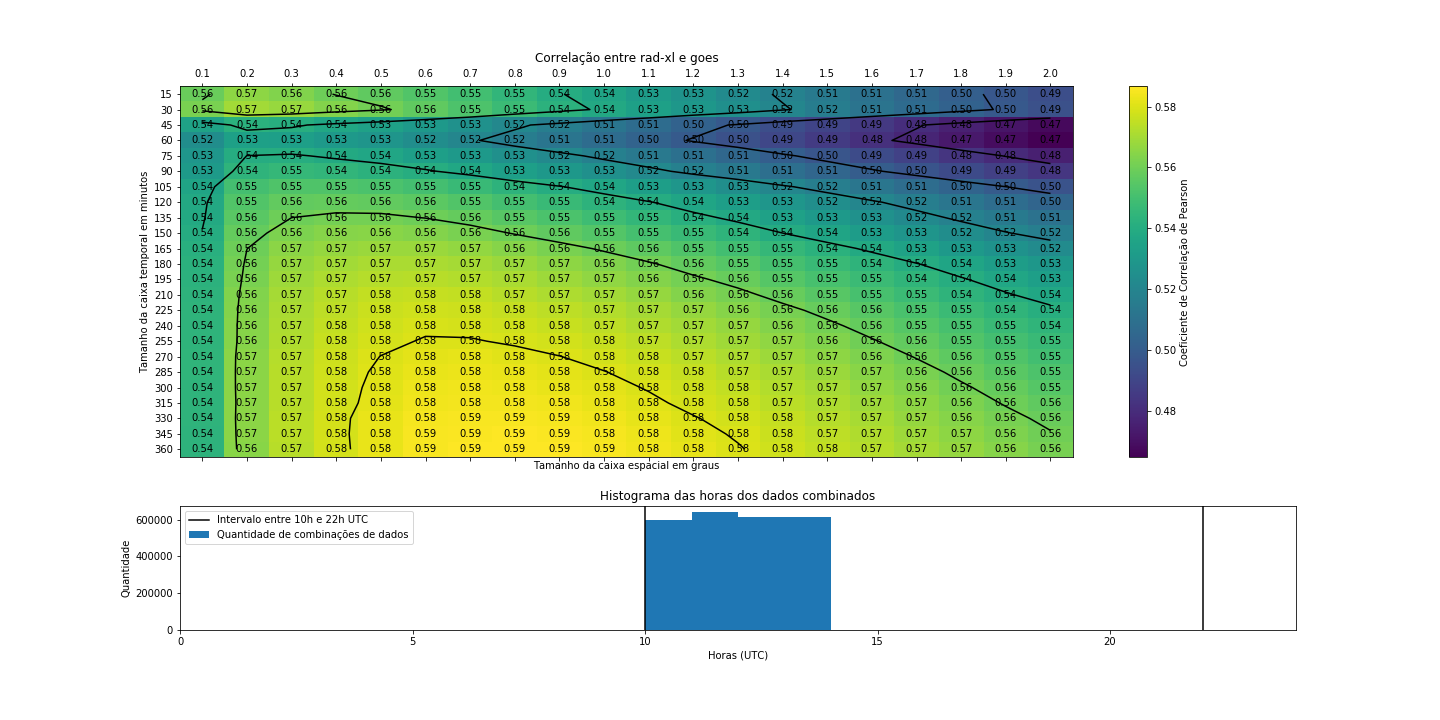 Correlação entre rad-xl e goes
0.1 0.2 0.3 0.4 0.5 0.6 0.7 0.8 0.9 1.0 1.1 1.2 1.3 1.4 1.5 1.6 1.7 1.8 1.9 2.0
15 0.56 0.57 0.56 0.56 0.56 0.56 0.55 0.55 0.54 0.54 0.53 0.53 0.52 0.52 0.52 0.51 0.51 0.50 0.50 0.49
30 0.56 0.57 0.57 0.56 0.56 0.56 0.55 0.55 0.54 0.54 0.53 0.53 0.53 0.52 0.52 0.51 0.51 0.50 0.50 0.49
45 0.54 0.54 0.54 0.54 0.53 0.53 0.53 0.52 0.52 0.51 0.51 0.50 0.50 0.49 0.49 0.49 0.48 0.48 0.47 0.47
60 0.52 0.53 0.53 0.53 0.53 0.52 0.52 0.52 0.51 0.51 0.50 0.50 0.50 0.49 0.49 0.48 0.48 0.47 0.47 0.47
75 0.53 0.54 0.54 0.54 0.54 0.53 0.53 0.53 0.52 0.52 0.51 0.51 0.51 0.50 0.50 0.49 0.49 0.48 0.48 0.48
90 0.53 0.54 0.55 0.54 0.54 0.54 0.54 0.53 0.53 0.53 0.52 0.52 0.51 0.51 0.51 0.50 0.50 0.49 0.49 0.48
105 0.54 0.55 0.55 0.55 0.55 0.55 0.55 0.54 0.54 0.54 0.53 0.53 0.52 0.52 0.52 0.51 0.51 0.50 0.50 0.50
120 0.54 0.55 0.56 0.56 0.56 0.56 0.55 0.55 0.55 0.54 0.54 0.54 0.53 0.53 0.52 0.52 0.52 0.51 0.51 0.50
135 0.54 0.56 0.56 0.56 0.56 0.56 0.56 0.55 0.55 0.55 0.55 0.54 0.54 0.53 0.53 0.53 0.52 0.52 0.51 0.51
150 0.54 0.56 0.56 0.56 0.56 0.56 0.56 0.56 0.56 0.55 0.55 0.55 0.54 0.54 0.54 0.53 0.53 0.52 0.52 0.52
165 0.54 0.56 0.57 0.57 0.57 0.57 0.57 0.56 0.56 0.56 0.55 0.55 0.55 0.54 0.54 0.54 0.53 0.53 0.53 0.52
180 0.54 0.56 0.57 0.57 0.57 0.57 0.57 0.57 0.57 0.56 0.56 0.56 0.55 0.55 0.55 0.54 0.54 0.54 0.53 0.53
195 0.54 0.56 0.57 0.57 0.57 0.57 0.57 0.57 0.57 0.57 0.56 0.56 0.56 0.55 0.55 0.55 0.54 0.54 0.54 0.53
210 0.54 0.56 0.57 0.57 0.58 0.58 0.58 0.57 0.57 0.57 0.57 0.56 0.56 0.56 0.55 0.55 0.55 0.54 0.54 0.54
225 0.54 0.56 0.57 0.58 0.58 0.58 0.58 0.58 0.57 0.57 0.57 0.57 0.56 0.56 0.56 0.55 0.55 0.55 0.54 0.54
240 0.54 0.56 0.57 0.58 0.58 0.58 0.58 0.58 0.58 0.57 0.57 0.57 0.57 0.56 0.56 0.56 0.55 0.55 0.54 0.54
255 0.54 0.56 0.57 0.58 0.58 0.58 0.58 0.58 0.58 0.58 0.57 0.57 0.57 0.57 0.56 0.56 0.56 0.55 0.55 0.55
270 0.54 0.57 0.57 0.58 0.58 0.58 0.58 0.58 0.58 0.58 0.58 0.57 0.57 0.57 0.57 0.56 0.56 0.56 0.55 0.55
285 0.54 0.57 0.57 0.58 0.58 0.58 0.58 0.58 0.58 0.58 0.58 0.58 0.57 0.57 0.57 0.57 0.56 0.56 0.56 0.55
300 0.54 0.57 0.57 0.58 0.58 0.58 0.58 0.58 0.58 0.58 0.58 0.58 0.58 0.57 0.57 0.57 0.56 0.56 0.56 0.55
315 0.54 0.57 0.57 0.58 0.58 0.58 0.59 0.59 0.58 0.58 0.58 0.58 0.58 0.57 0.57 0.57 0.57 0.56 0.56 0.56
330 0.54 0.57 0.57 0.58 0.58 0.58 0.59 0.59 0.58 0.58 0.58 0.58 0.58 0.58 0.57 0.57 0.57 0.56 0.56 0.56
345 0.54 0.57 0.57 0.58 0.58 0.59 0.59 0.59 0.59 0.58 0.58 0.58 0.58 0.58 0.57 0.57 0.57 0.57 0.56 0.56
360 0.54 0.56 0.57 0.58 0.58 0.59 0.59 0.59 0.59 0.59 0.58 0.58 0.58 0.58 0.58 0.57 0.57 0.57 0.56 0.56
Tamanho da caixa temporal em minutos
Tamanho da caixa espacial em graus
0.58
0.56
0.54
0.52
0.50
0.48
Coeficiente de Correlação de Pearson
Histograma das horas dos dados combinados
Intervalo entre 10h e 22h UTC
Quantidade de combinações de dados
600000
400000
200000
0
Quantidade
0 5 10 15 20
Horas (UTC)